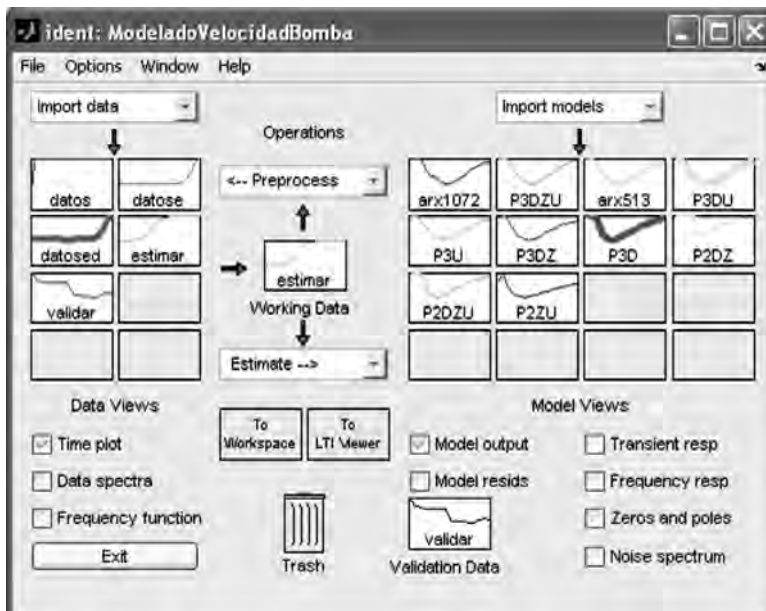 ident: ModeladoVelocidadBomba
File Options Window Help
Import data
Operations
Import models
datos
datose
<-- Preprocess
arx1072
P3DZU
arx513
P3DU
datosed
estimar
P3U
P3DZ
P3D
P2DZ
estimar
Working Data
validar
P2DZU
P2ZU
Estimate -->
Data Views
To Workspace
To LTI Viewer
Model Views
Time plot
Model output
Transient resp
Data spectra
Model resids
Frequency resp
Frequency function
Zeros and poles
Exit
Trash
validar
Validation Data
Noise spectrum